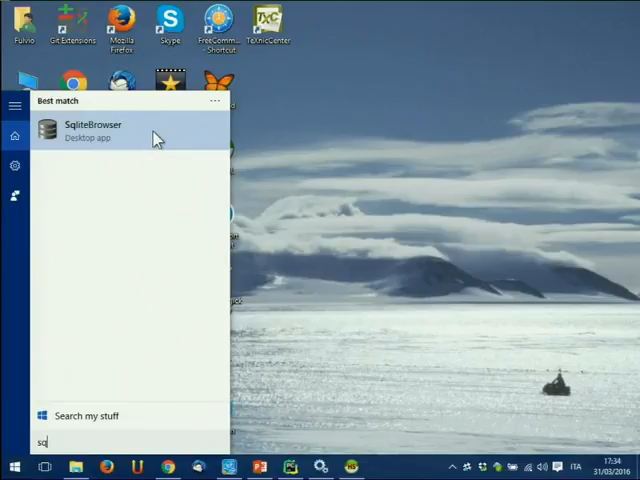 Fulvio
Git Extensions
Mozilla
Firefox
Skype
FreeComm...
- Shortcut
TeXnicCenter
Best match
...
SqliteBrowser
Desktop app
Search my stuff
sq
ITA
17:34
31/03/2016